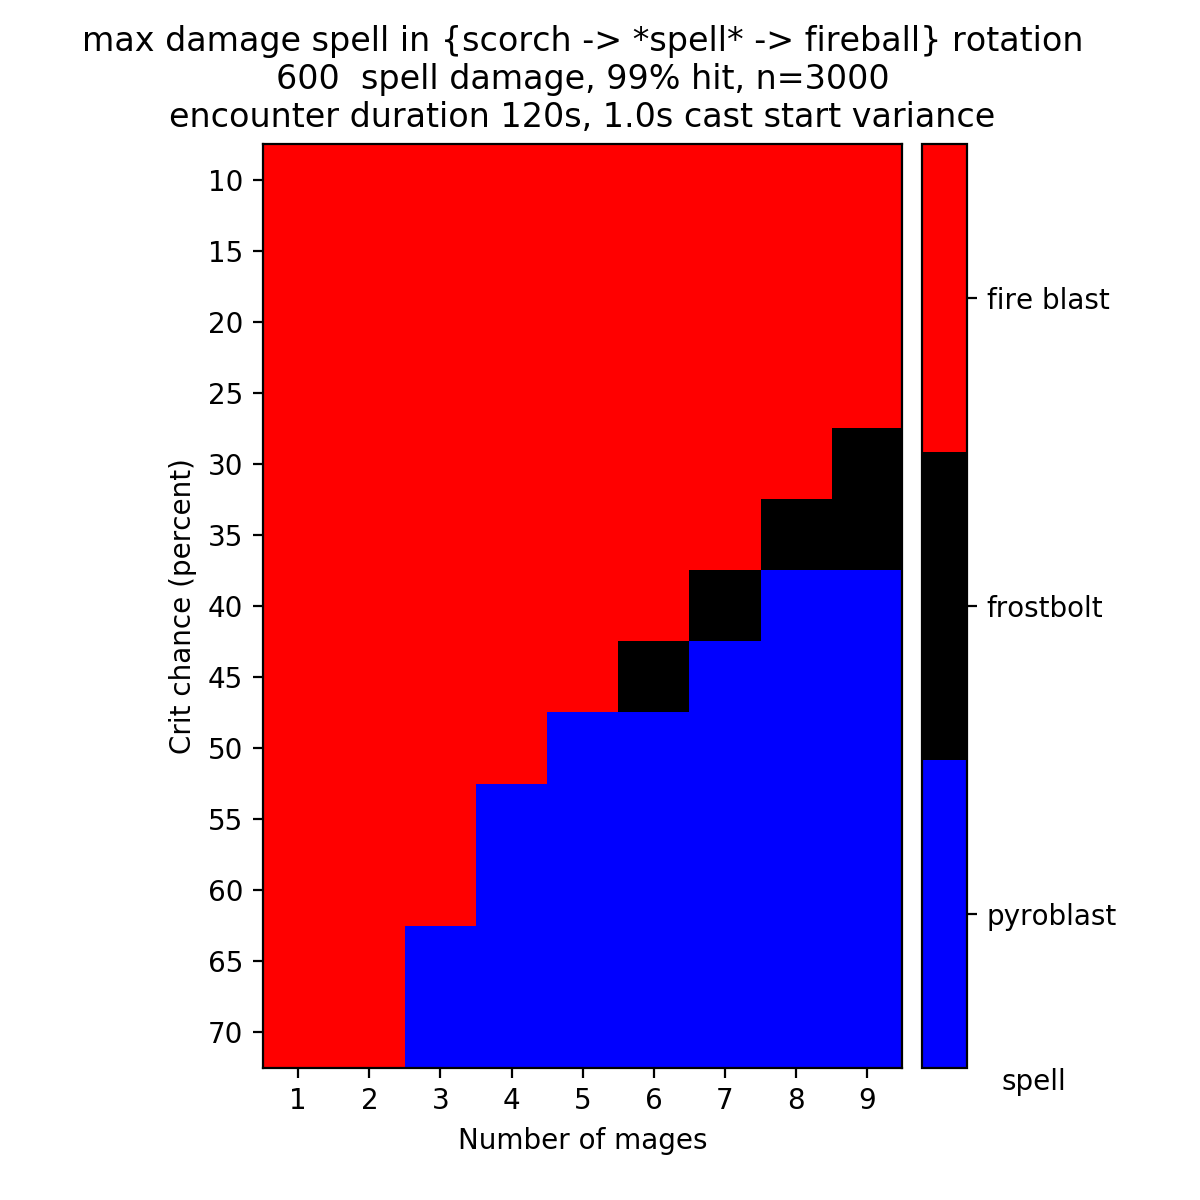 max damage spell in {scorch -> *spell* -> fireball} rotation
600  spell damage, 99% hit, n=3000
encounter duration 120s, 1.0s cast start variance
10
15
20
25
30
35
40
45
50
55
60
65
70
Crit chance (percent)
1 2 3 4 5 6 7 8 9
Number of mages
fire blast
frostbolt
pyroblast
spell